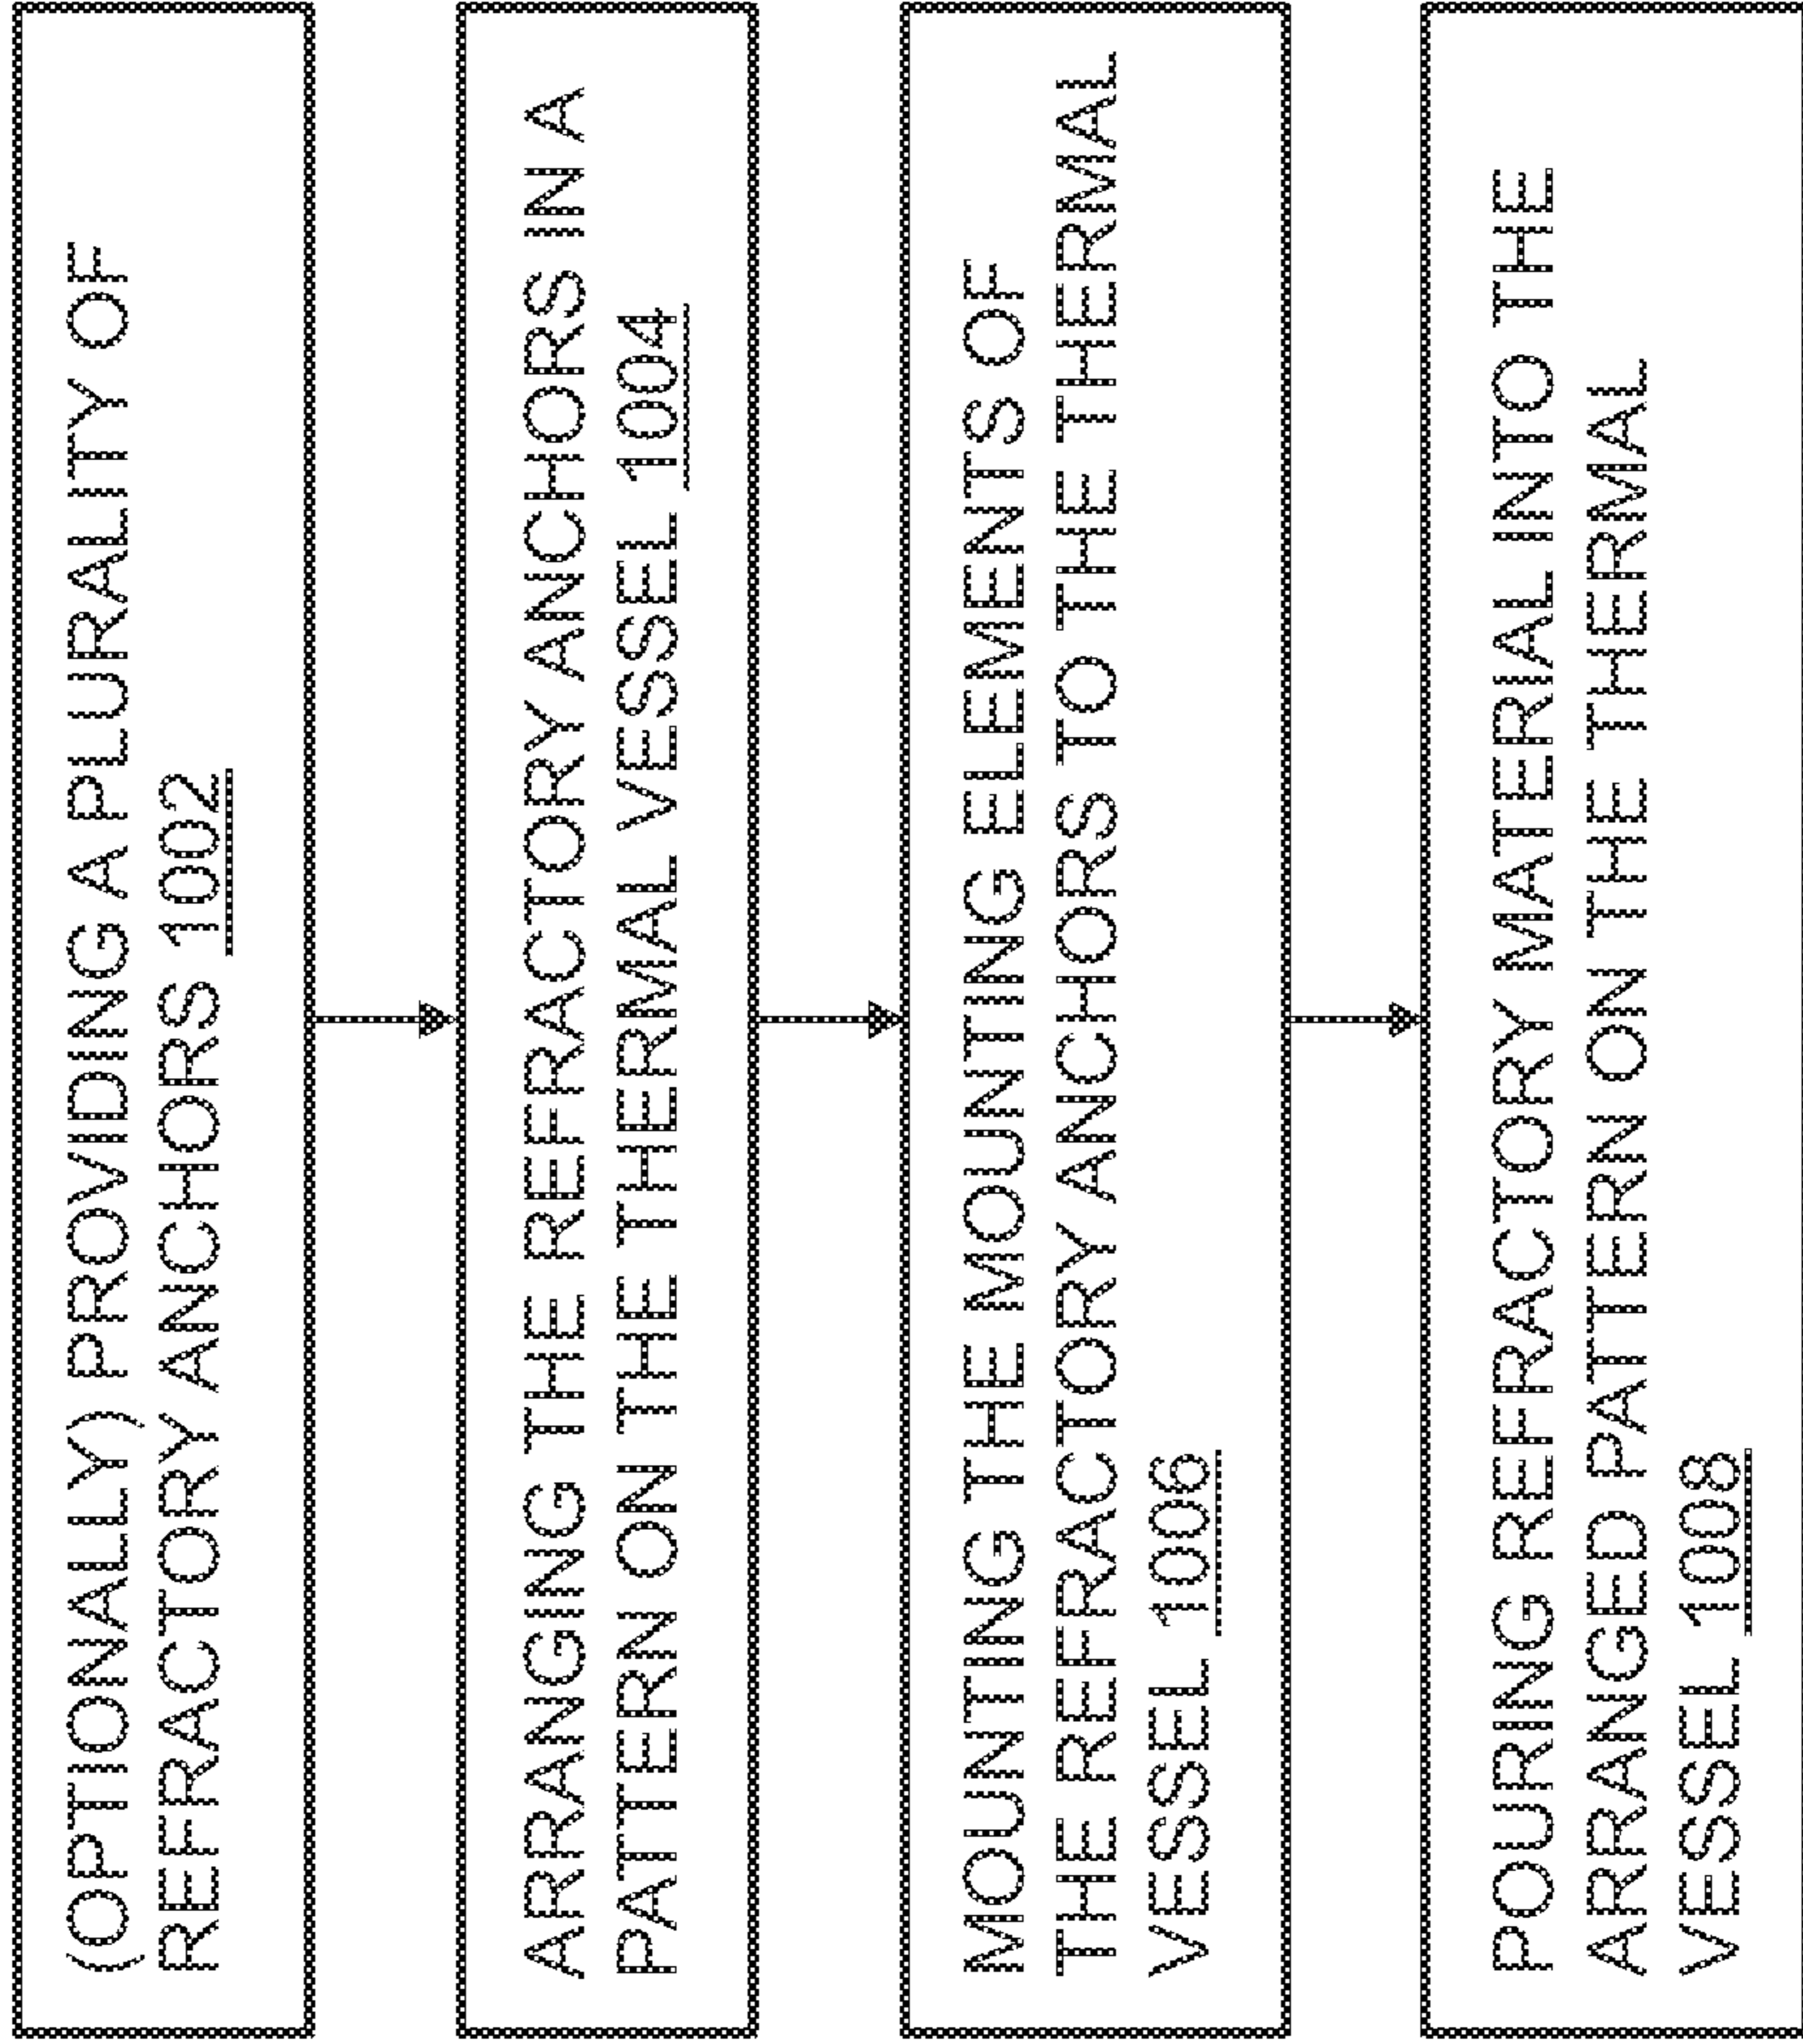 (OPTIONALLY) PROVIDING A PLURALITY OF
REFRACTORY ANCHORS 1002
ARRANGING THE REFRACTORY ANCHORS IN A
PATTERN ON THE THERMAL VESSEL 1004
MOUNTING THE MOUNTING ELEMENTS OF
THE REFRACTORY ANCHORS TO THE THERMAL
VESSEL 1006
POURING REFRACTORY MATERIAL INTO THE
ARRANGED PATTERN ON THE THERMAL
VESSEL 1008